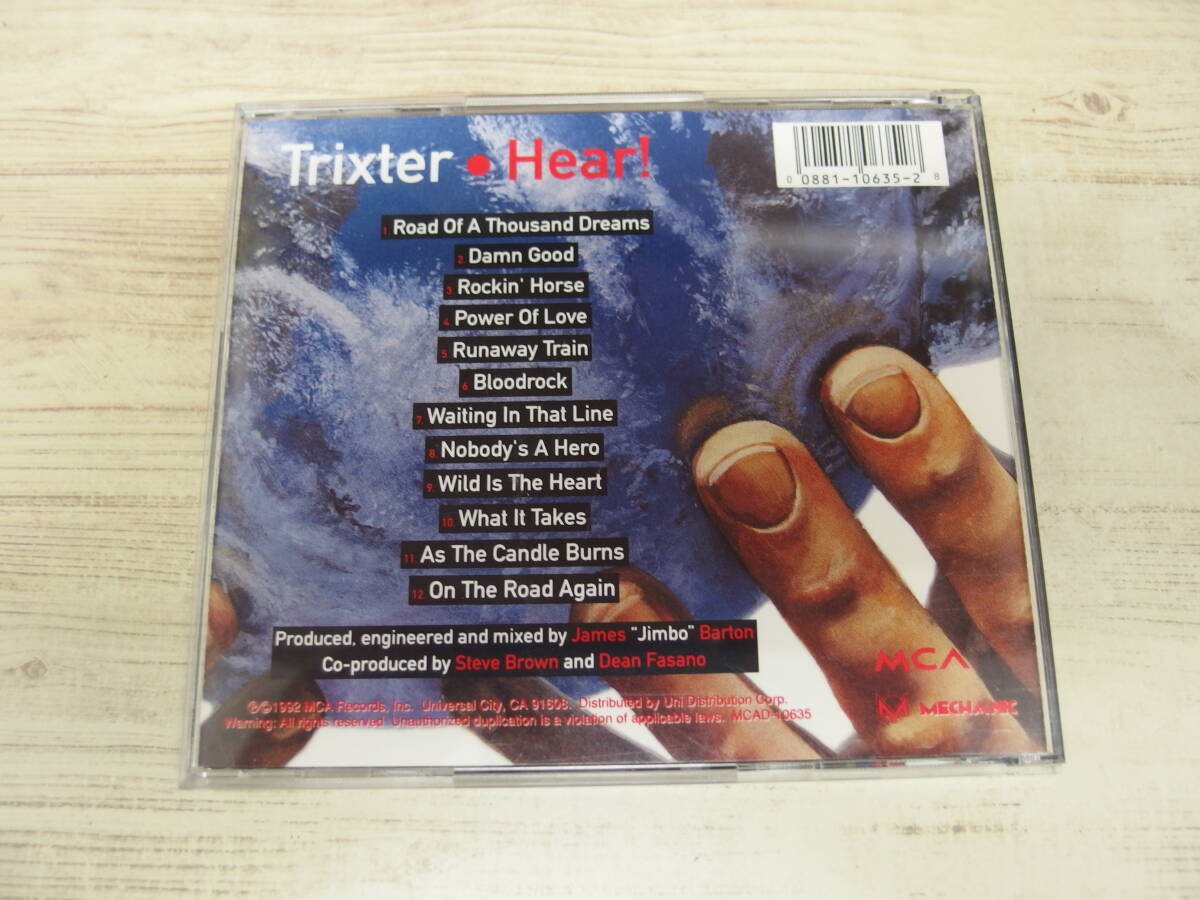 Trixter • Hear!
0 0881-10635-2 8
1. Road Of A Thousand Dreams
2. Damn Good
3. Rockin' Horse
4. Power Of Love
5. Runaway Train
6. Bloodrock
7. Waiting In That Line
8. Nobody's A Hero
9. Wild Is The Heart
10. What It Takes
11. As The Candle Burns
12. On The Road Again
Produced, engineered and mixed by James "Jimbo" Barton
Co-produced by Steve Brown and Dean Fasano
MCA
℗©1992 MCA Records, Inc. Universal City, CA 91608. Distributed by Uni Distribution Corp.
Warning: All rights reserved. Unauthorized duplication is a violation of applicable laws. MCAD-10635
MECHANIC